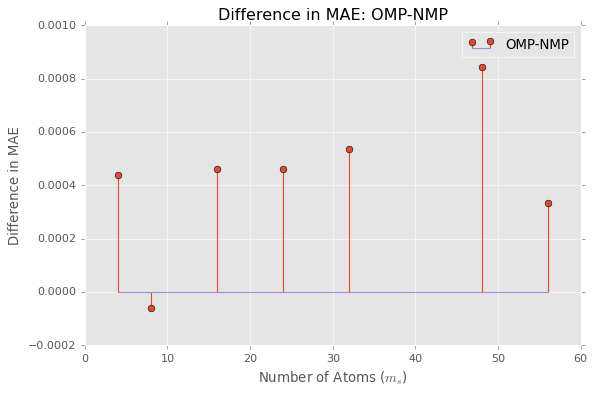 Difference in MAE: OMP-NMP
OMP-NMP
Difference in MAE
0.0010
0.0008
0.0006
0.0004
0.0002
0.0000
−0.0002
0 10 20 30 40 50 60
Number of Atoms (mₛ)